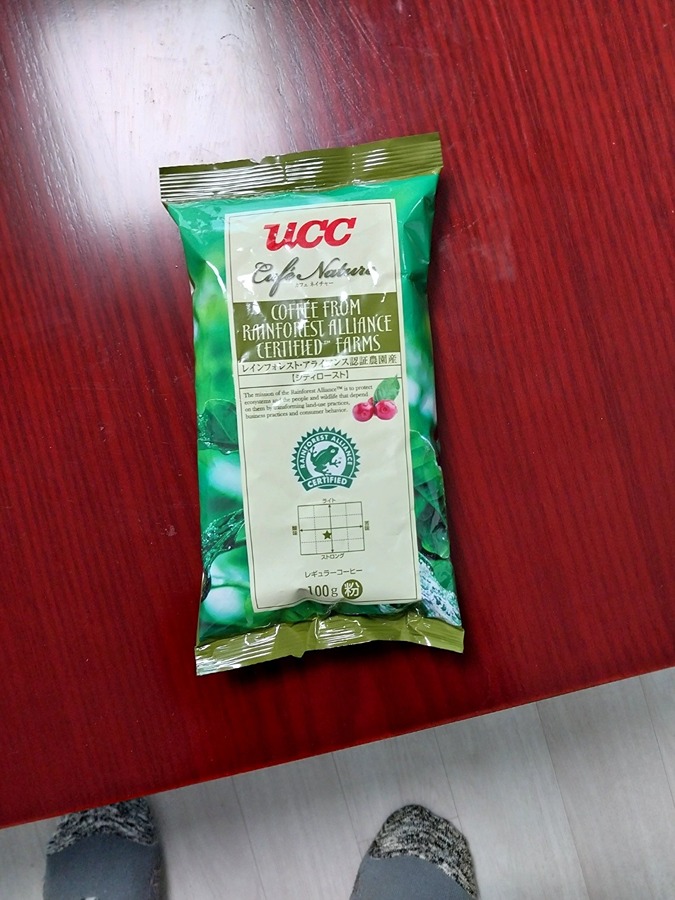 UCC
Café Nature
カフェ ネイチャー
COFFEE FROM
RAINFOREST ALLIANCE
CERTIFIED™ FARMS
レインフォレスト・アライアンス認証農園産
【シティロースト】
The mission of the Rainforest Alliance™ is to protect
ecosystems and the people and wildlife that depend
on them by transforming land-use practices,
business practices and consumer behavior.
RAINFOREST ALLIANCE
CERTIFIED
ライト
ストロング
レギュラーコーヒー
100g 粉